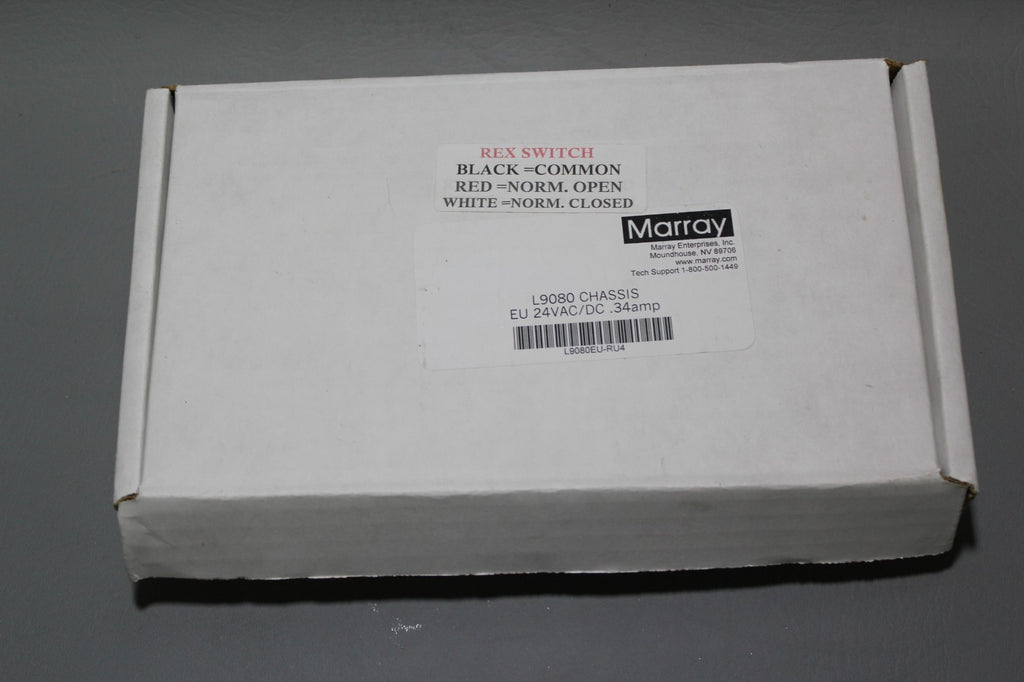 REX SWITCH
BLACK =COMMON
RED =NORM. OPEN
WHITE =NORM. CLOSED
Marray
Marray Enterprises, Inc.
Moundhouse, NV 89706
www.marray.com
Tech Support 1-800-500-1449
L9080 CHASSIS
EU 24VAC/DC .34amp
L9080EU-RU4